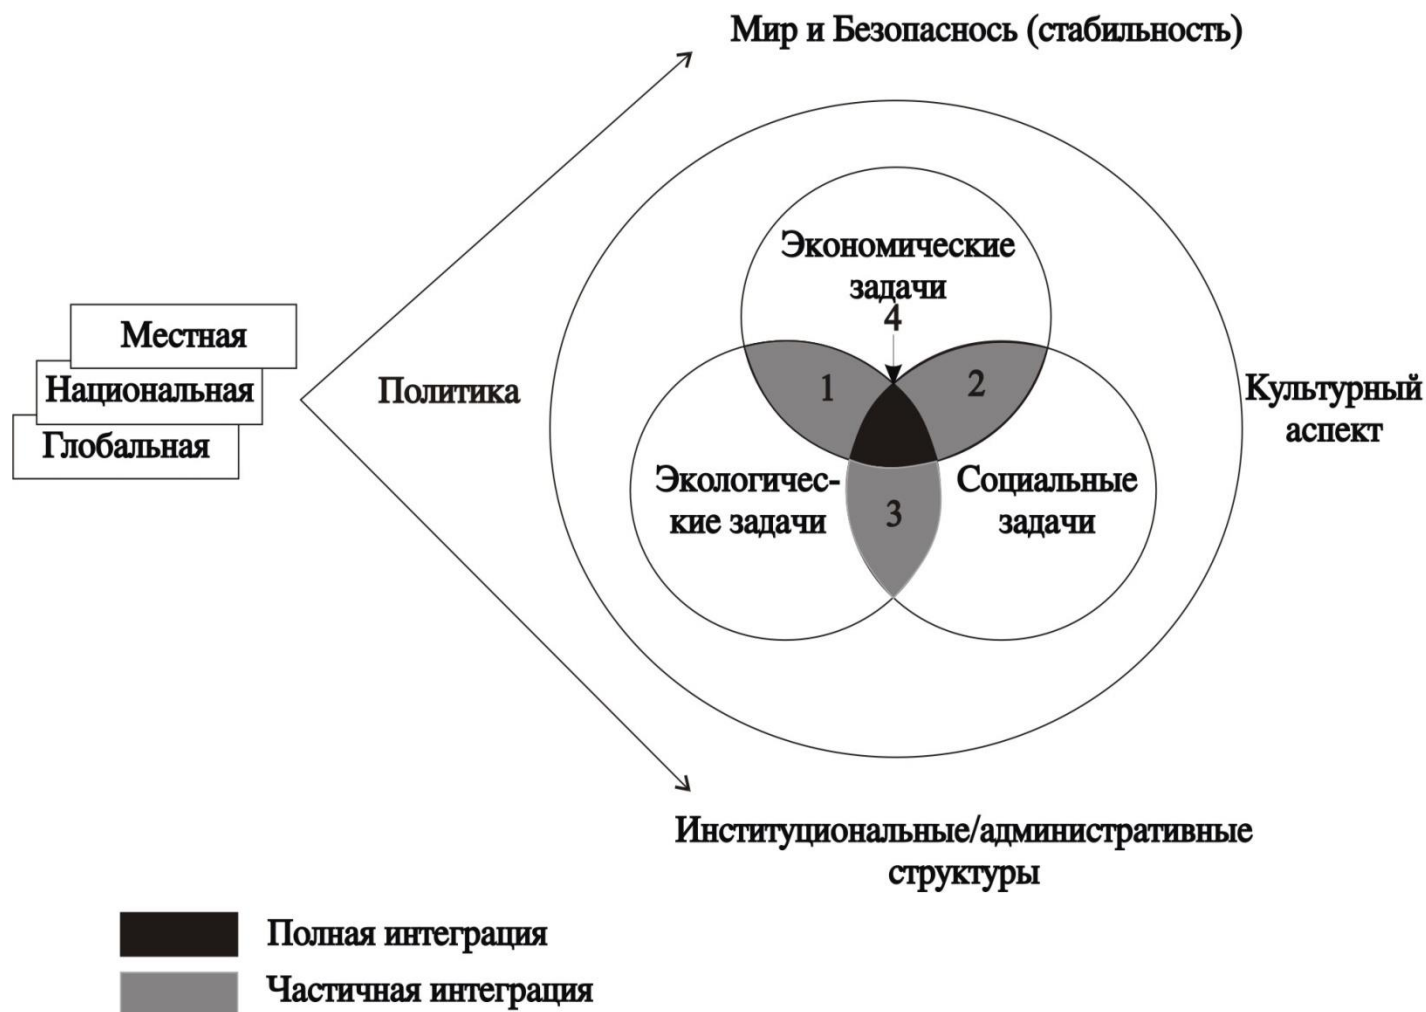 Мир и Безопаснось (стабильность)
Экономические
задачи
4
Местная
Национальная
Глобальная
Политика
1
2
Культурный
аспект
Экологичес-
кие задачи
3
Социальные
задачи
Институциональные/административные
структуры
Полная интеграция
Частичная интеграция